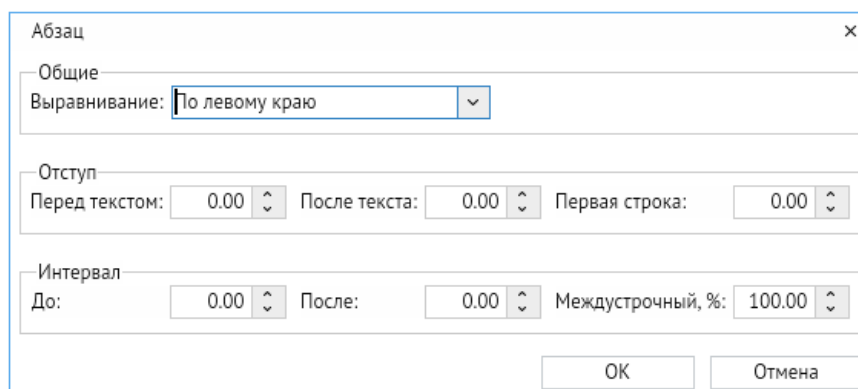 Абзац
Общие
Выравнивание: По левому краю
Отступ
Перед текстом: 0.00 После текста: 0.00 Первая строка: 0.00
Интервал
До: 0.00 После: 0.00 Междустрочный, %: 100.00
ОК Отмена